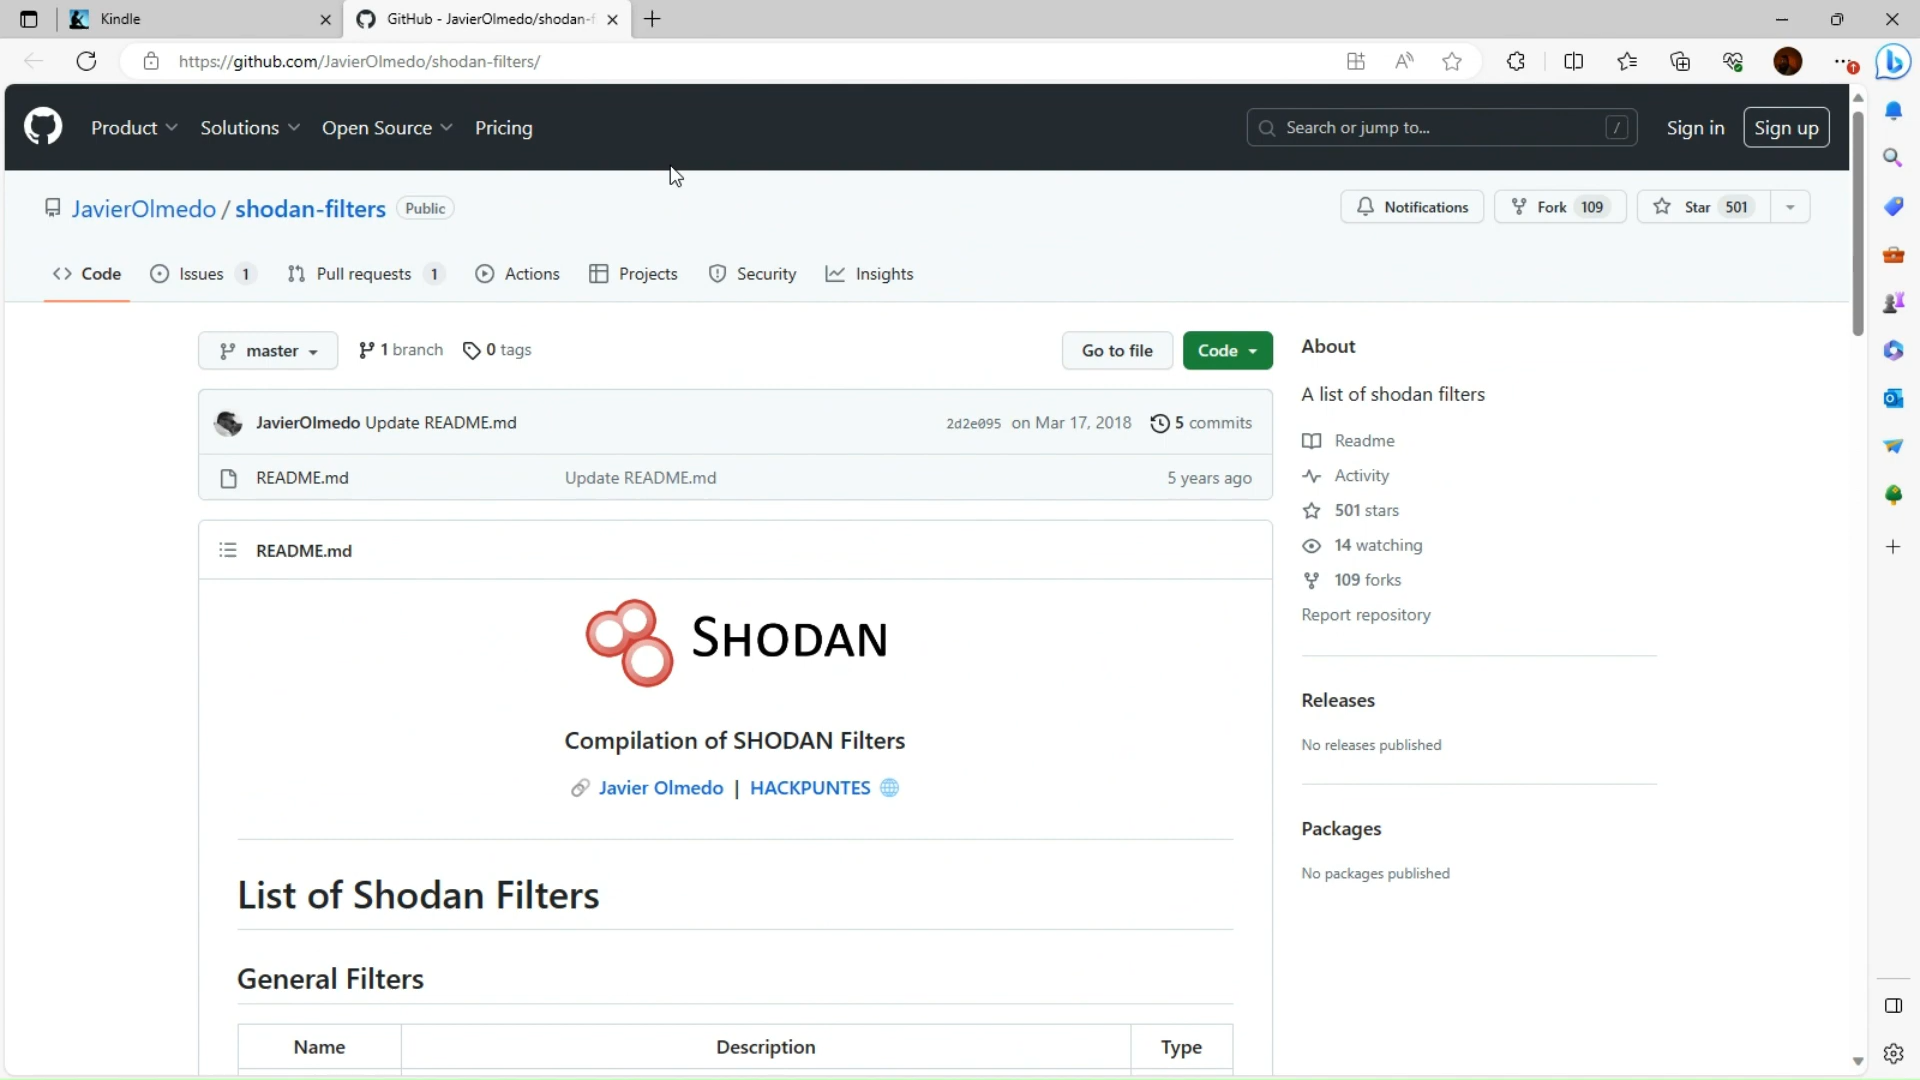 Kindle
GitHub - JavierOlmedo/shodan-f
https://github.com/JavierOlmedo/shodan-filters/
Product Solutions Open Source Pricing
Search or jump to... /
Sign in Sign up
JavierOlmedo / shodan-filters Public
Notifications Fork 109 Star 501
Code Issues 1 Pull requests 1 Actions Projects Security Insights
master 1 branch 0 tags
Go to file Code
JavierOlmedo Update README.md 2d2e095 on Mar 17, 2018 5 commits
README.md Update README.md 5 years ago
README.md
SHODAN
Compilation of SHODAN Filters
Javier Olmedo | HACKPUNTES
List of Shodan Filters
General Filters
Name Description Type
About
A list of shodan filters
Readme
Activity
501 stars
14 watching
109 forks
Report repository
Releases
No releases published
Packages
No packages published